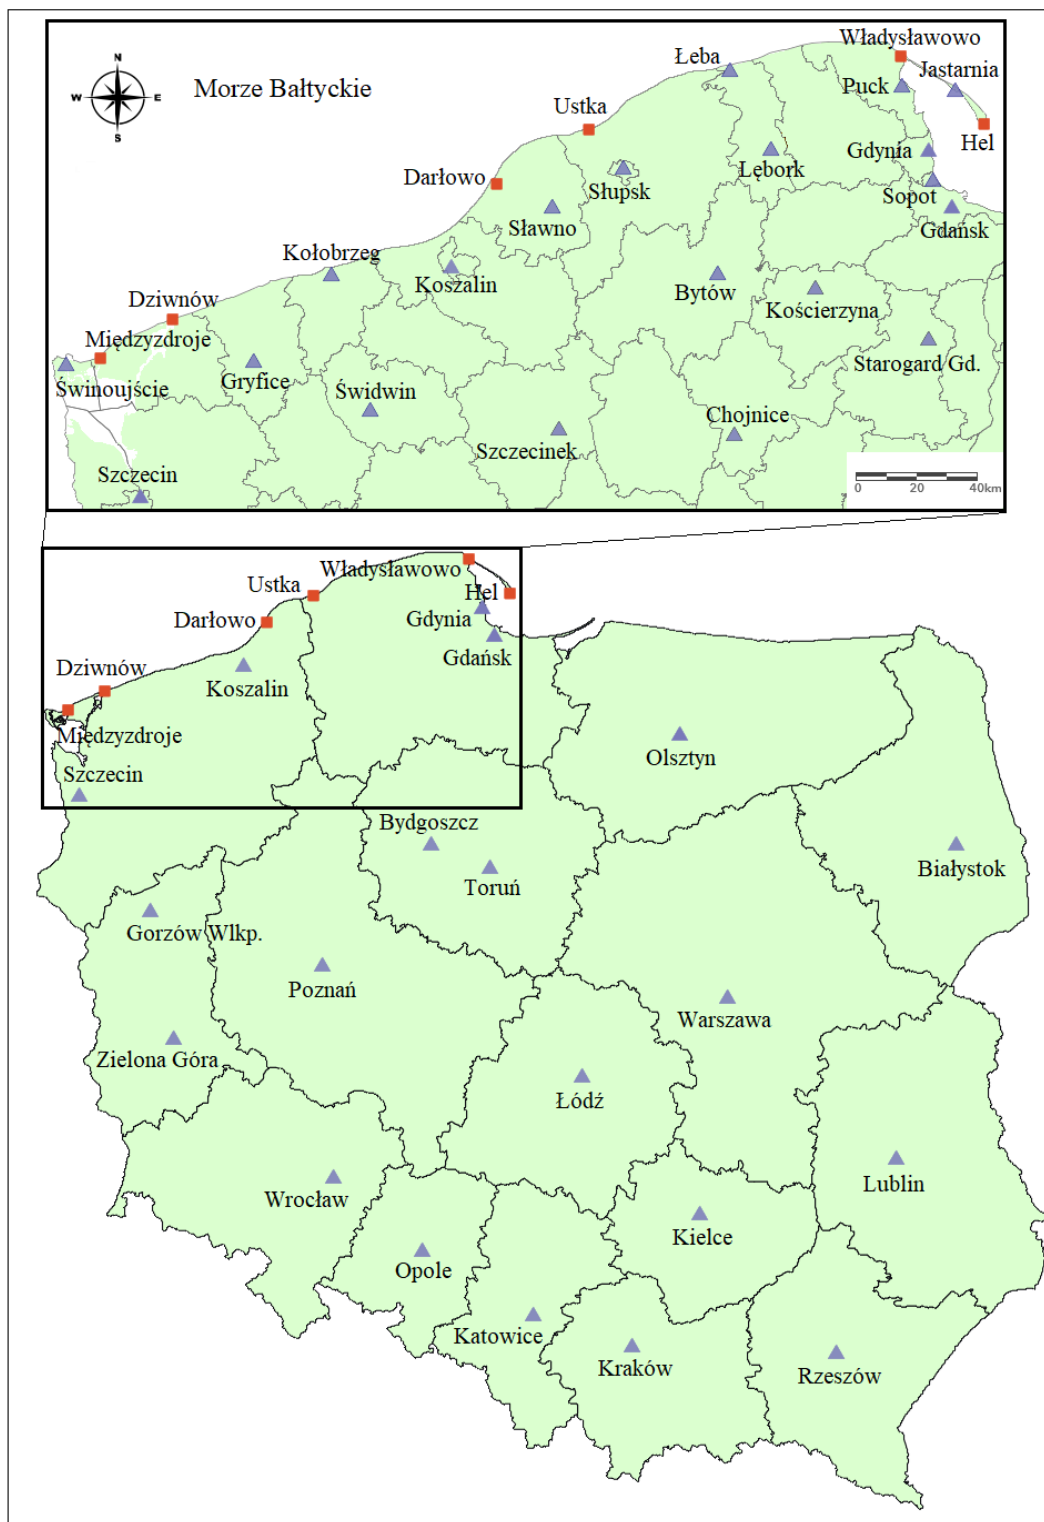 N
W
E
S
Morze Bałtyckie
Władysławowo
Łeba
Jastarnia
Puck
Ustka
Hel
Gdynia
Lębork
Darłowo
Słupsk
Sopot
Sławno
Gdańsk
Kołobrzeg
Koszalin
Bytów
Dziwnów
Kościerzyna
Międzyzdroje
Starogard Gd.
Świnoujście
Gryfice
Świdwin
Chojnice
Szczecinek
Szczecin
0 20 40km
Władysławowo
Ustka
Hel
Darłowo
Gdynia
Gdańsk
Dziwnów
Koszalin
Międzyzdroje
Olsztyn
Szczecin
Bydgoszcz
Białystok
Toruń
Gorzów Wlkp.
Poznań
Warszawa
Zielona Góra
Łódź
Lublin
Wrocław
Kielce
Opole
Katowice
Kraków
Rzeszów